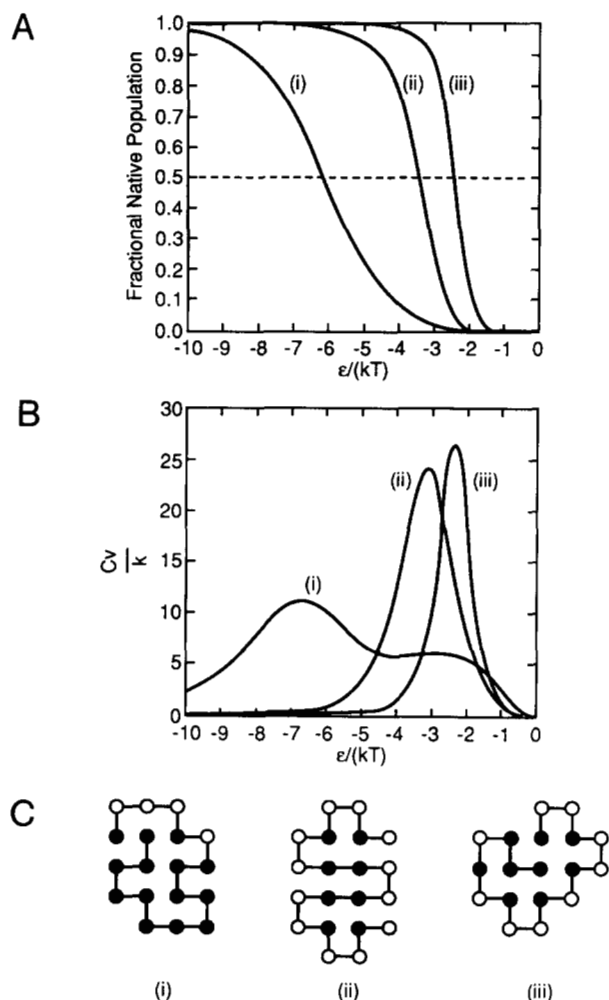 A
Fractional Native Population
1.0
0.9
0.8
0.7
0.6
0.5
0.4
0.3
0.2
0.1
0.0
(i)
(ii)
(iii)
-10 -9 -8 -7 -6 -5 -4 -3 -2 -1 0
ε/(kT)
B
Cv
k
30
25
20
15
10
5
0
(i)
(ii)
(iii)
-10 -9 -8 -7 -6 -5 -4 -3 -2 -1 0
ε/(kT)
C
(i) (ii) (iii)